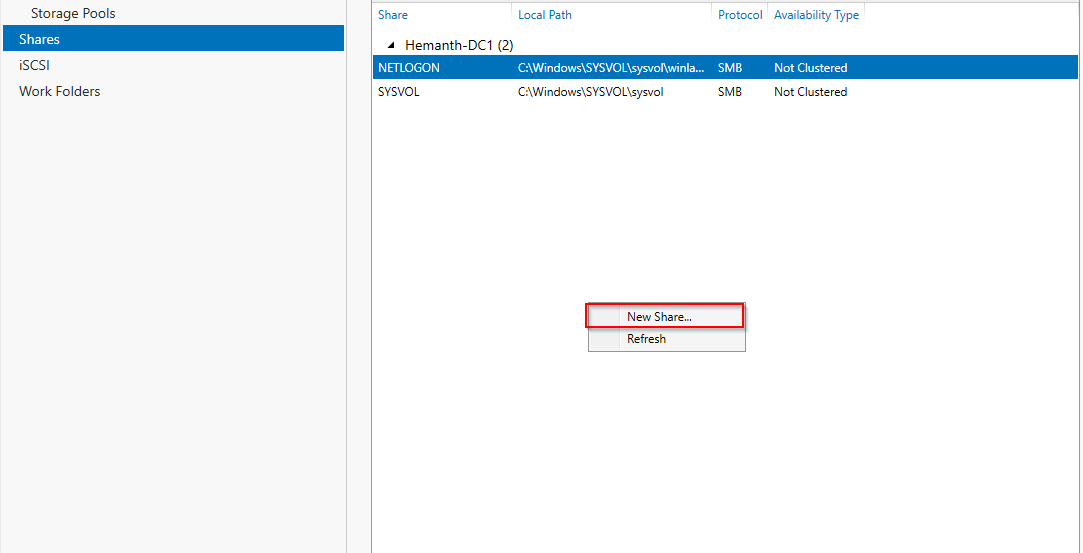 Storage Pools
Shares
iSCSI
Work Folders
Share Local Path Protocol Availability Type
Hemanth-DC1 (2)
NETLOGON C:\Windows\SYSVOL\sysvol\winla... SMB Not Clustered
SYSVOL C:\Windows\SYSVOL\sysvol SMB Not Clustered
New Share...
Refresh